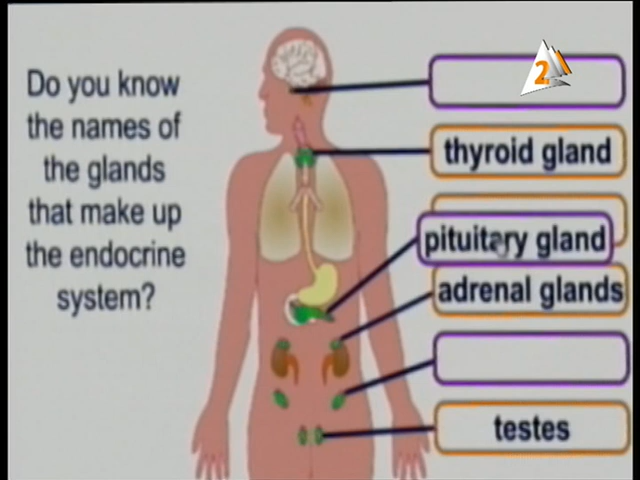 Do you know
the names of
the glands
that make up
the endocrine
system?
2
thyroid gland
pituitary gland
adrenal glands
testes